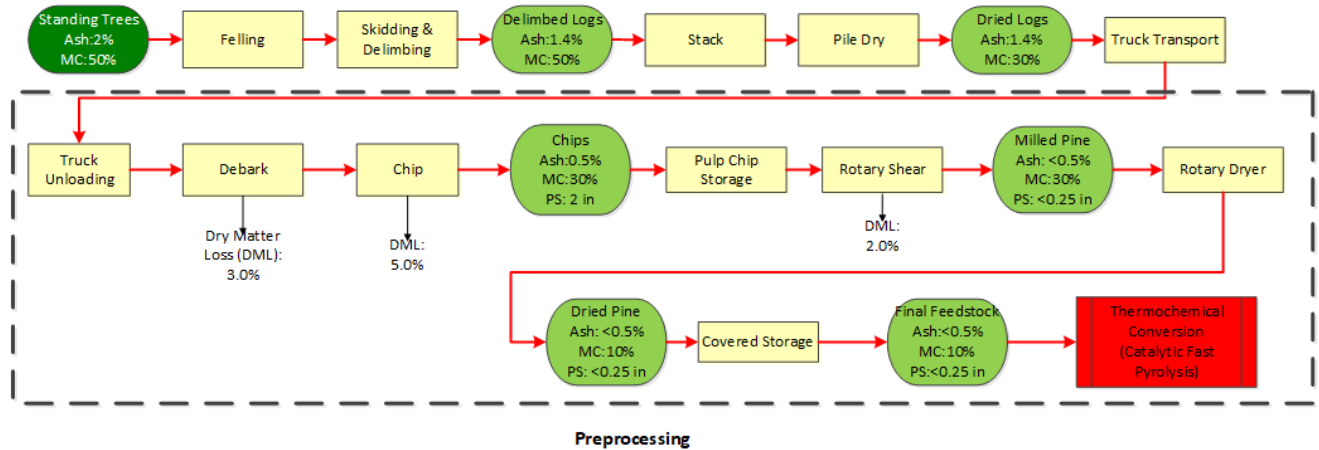 Standing Trees
Ash:2%
MC:50%
Felling
Skidding &
Delimbing
Delimbed Logs
Ash:1.4%
MC:50%
Stack
Pile Dry
Dried Logs
Ash:1.4%
MC:30%
Truck Transport
Truck
Unloading
Debark
Chip
Chips
Ash:0.5%
MC:30%
PS: 2 in
Pulp Chip
Storage
Rotary Shear
Milled Pine
Ash: <0.5%
MC:30%
PS: <0.25 in
Rotary Dryer
Dry Matter
Loss (DML):
3.0%
DML:
5.0%
DML:
2.0%
Dried Pine
Ash: <0.5%
MC:10%
PS: <0.25 in
Covered Storage
Final Feedstock
Ash:<0.5%
MC:10%
PS:<0.25 in
Thermochemical
Conversion
(Catalytic Fast
Pyrolysis)
Preprocessing